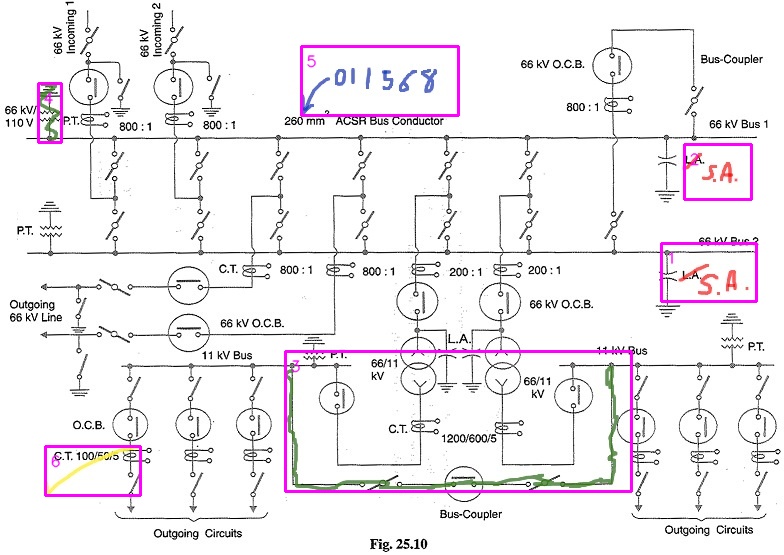 66 kV
Incoming 1
66 kV
Incoming 2
5
011568
66 kV O.C.B.
Bus-Coupler
4
66 kV/
110 V
P.T.
800 : 1
800 : 1
260 mm² ACSR Bus Conductor
800 : 1
66 kV Bus 1
2
L.A.
S.A.
P.T.
66 kV Bus 2
1
L.A.
S.A.
C.T.
800 : 1
800 : 1
200 : 1
200 : 1
Outgoing
66 kV Line
66 kV O.C.B.
66 kV O.C.B.
L.A.
11 kV Bus
P.T.
3
66/11
kV
66/11
kV
11 kV Bus
P.T.
O.C.B.
C.T.
1200/600/5
C.T. 100/50/5
6
Bus-Coupler
Outgoing Circuits
Outgoing Circuits
Fig. 25.10